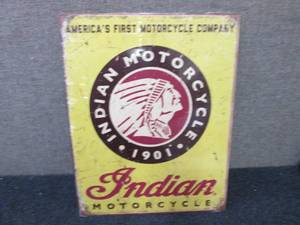 AMERICA'S FIRST MOTORCYCLE COMPANY
INDIAN MOTORCYCLE
• 1901 •
Indian
MOTORCYCLE